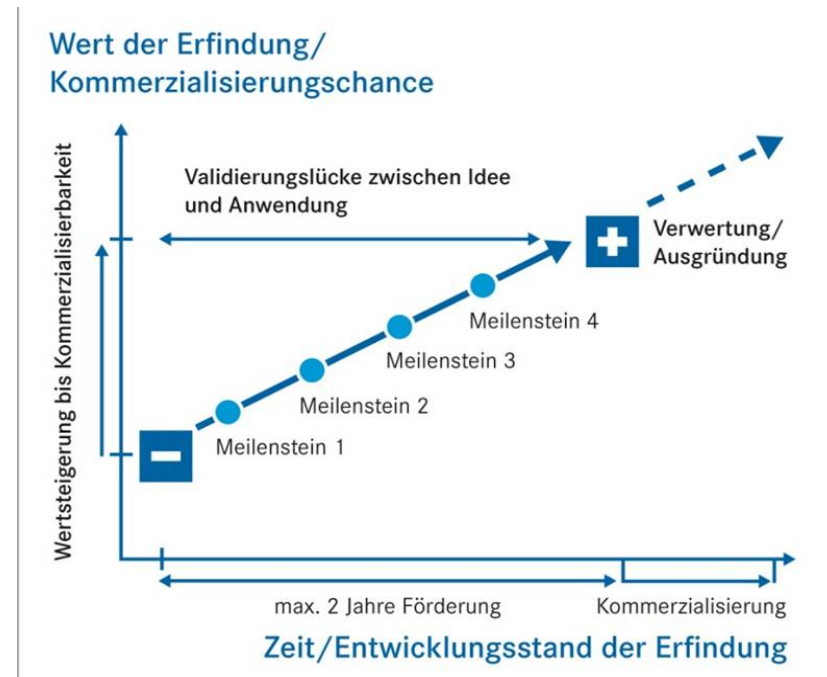 Wert der Erfindung/
Kommerzialisierungschance
Wertsteigerung bis Kommerzialisierbarkeit
Validierungslücke zwischen Idee
und Anwendung
Verwertung/
Ausgründung
Meilenstein 4
Meilenstein 3
Meilenstein 2
Meilenstein 1
max. 2 Jahre Förderung
Kommerzialisierung
Zeit/Entwicklungsstand der Erfindung